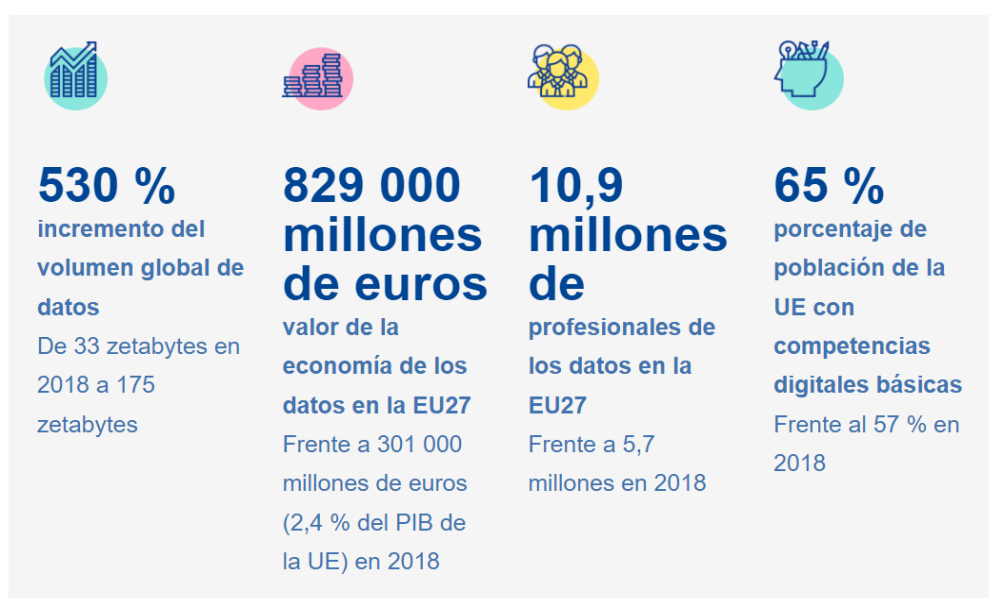 530 %
incremento del
volumen global de
datos
De 33 zetabytes en
2018 a 175
zetabytes
829 000
millones
de euros
valor de la
economía de los
datos en la EU27
Frente a 301 000
millones de euros
(2,4 % del PIB de
la UE) en 2018
10,9
millones
de
profesionales de
los datos en la
EU27
Frente a 5,7
millones en 2018
65 %
porcentaje de
población de la
UE con
competencias
digitales básicas
Frente al 57 % en
2018